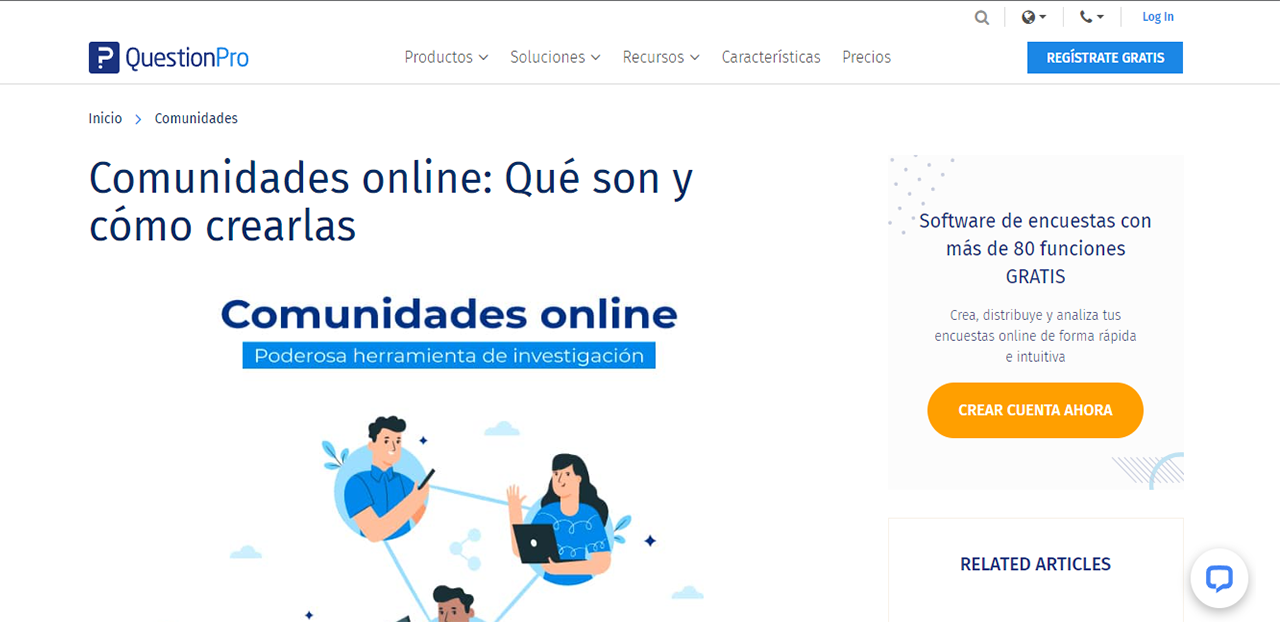 Log In
QuestionPro
Productos
Soluciones
Recursos
Características
Precios
REGÍSTRATE GRATIS
Inicio
Comunidades
Comunidades online: Qué son y
cómo crearlas
Comunidades online
Poderosa herramienta de investigación
Software de encuestas con
más de 80 funciones
GRATIS
Crea, distribuye y analiza tus
encuestas online de forma rápida
e intuitiva
CREAR CUENTA AHORA
RELATED ARTICLES